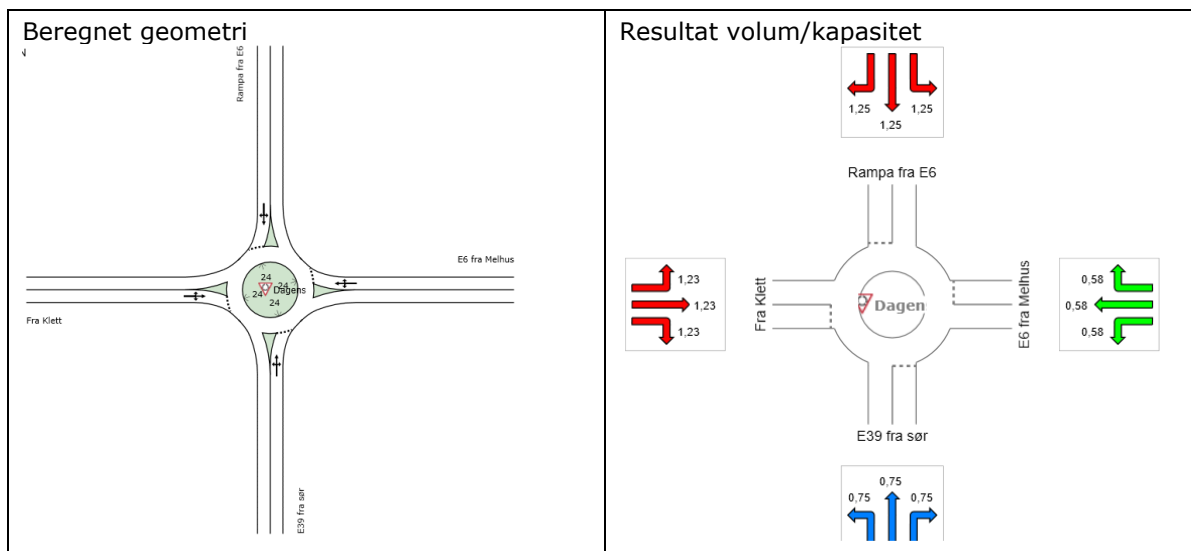 Beregnet geometri
N
Rampa fra E6
E6 fra Melhus
24
24
24
24
Dagens
Fra Klett
E39 fra sør
Resultat volum/kapasitet
1,25
1,25
1,25
Rampa fra E6
1,23
1,23
1,23
Fra Klett
Dagen
E6 fra Melhus
0,58
0,58
0,58
E39 fra sør
0,75
0,75
0,75